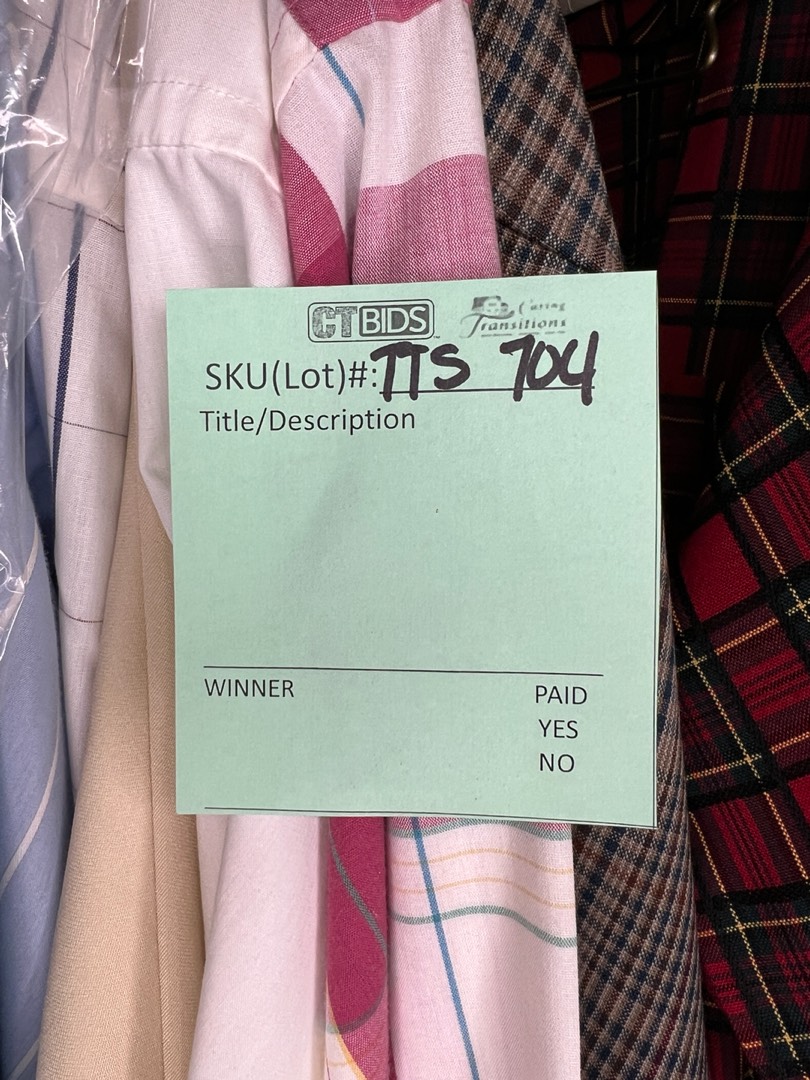 CTBIDS
Caring
Transitions
SKU(Lot)#: TTS 704
Title/Description
WINNER
PAID
YES
NO